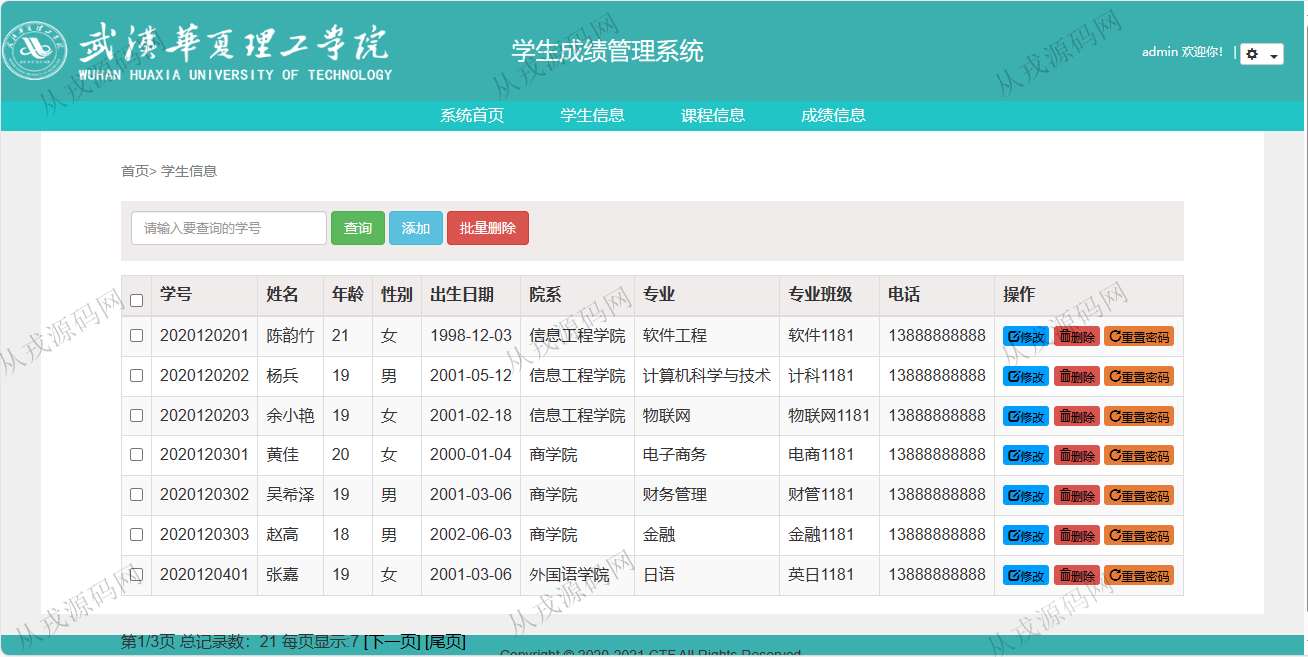 武漢華夏理工学院
WUHAN HUAXIA UNIVERSITY OF TECHNOLOGY
学生成绩管理系统
admin 欢迎你! |
系统首页 学生信息 课程信息 成绩信息
首页> 学生信息
请输入要查询的学号 查询 添加 批量删除
学号 姓名 年龄 性别 出生日期 院系 专业 专业班级 电话 操作
2020120201 陈韵竹 21 女 1998-12-03 信息工程学院 软件工程 软件1181 13888888888 修改 删除 重置密码
2020120202 杨兵 19 男 2001-05-12 信息工程学院 计算机科学与技术 计科1181 13888888888 修改 删除 重置密码
2020120203 余小艳 19 女 2001-02-18 信息工程学院 物联网 物联网1181 13888888888 修改 删除 重置密码
2020120301 黄佳 20 女 2000-01-04 商学院 电子商务 电商1181 13888888888 修改 删除 重置密码
2020120302 吴希泽 19 男 2001-03-06 商学院 财务管理 财管1181 13888888888 修改 删除 重置密码
2020120303 赵高 18 男 2002-06-03 商学院 金融 金融1181 13888888888 修改 删除 重置密码
2020120401 张嘉 19 女 2001-03-06 外国语学院 日语 英日1181 13888888888 修改 删除 重置密码
第1/3页 总记录数：21 每页显示:7 [下一页] [尾页]
Copyright © 2020-2021 CTF All Rights Reserved
从戎源码网
从戎源码网
从戎源码网
从戎源码网
从戎源码网
从戎源码网
从戎源码网
从戎源码网
从戎源码网